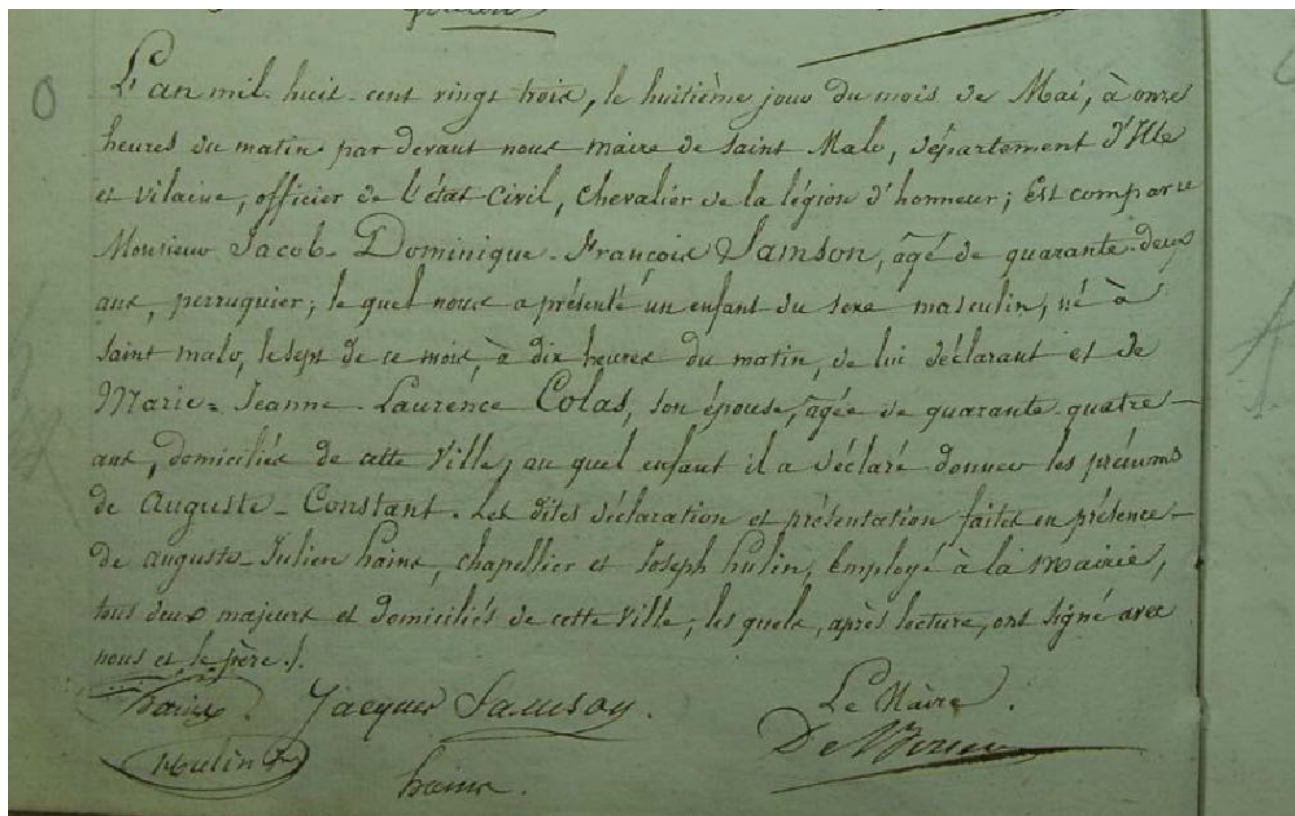 L'an mil huit cent vingt trois, le huitième jour du mois de Mai, à onze
heures du matin par devant nous maire de saint Malo, département d'Ille
et vilaine, officier de l'état-Civil, Chevalier de la légion d'honneur; Est comparu
Monsieur Jacob-Dominique-François Samson, âgé de quarante-deux
ans, perruquier; le quel nous a présenté un enfant du sexe masculin, né à
saint malo, le sept de ce mois, à dix heures du matin, de lui déclarant et de
Marie=Jeanne-Laurence Colas, son épouse, âgée de quarante quatre
ans, domiciliés de cette Ville; au quel enfant il a déclaré donner les prénoms
de Auguste-Constant. Les dites déclaration et présentation faites en présence
de auguste-Julien haine, chapellier et Joseph hulin, Employé à la Mairie,
tous deux majeurs et domiciliés de cette Ville; les quels, après lecture, ont signé avec
nous et le père ./.
Jacques Samson. Le Maire.
hulin